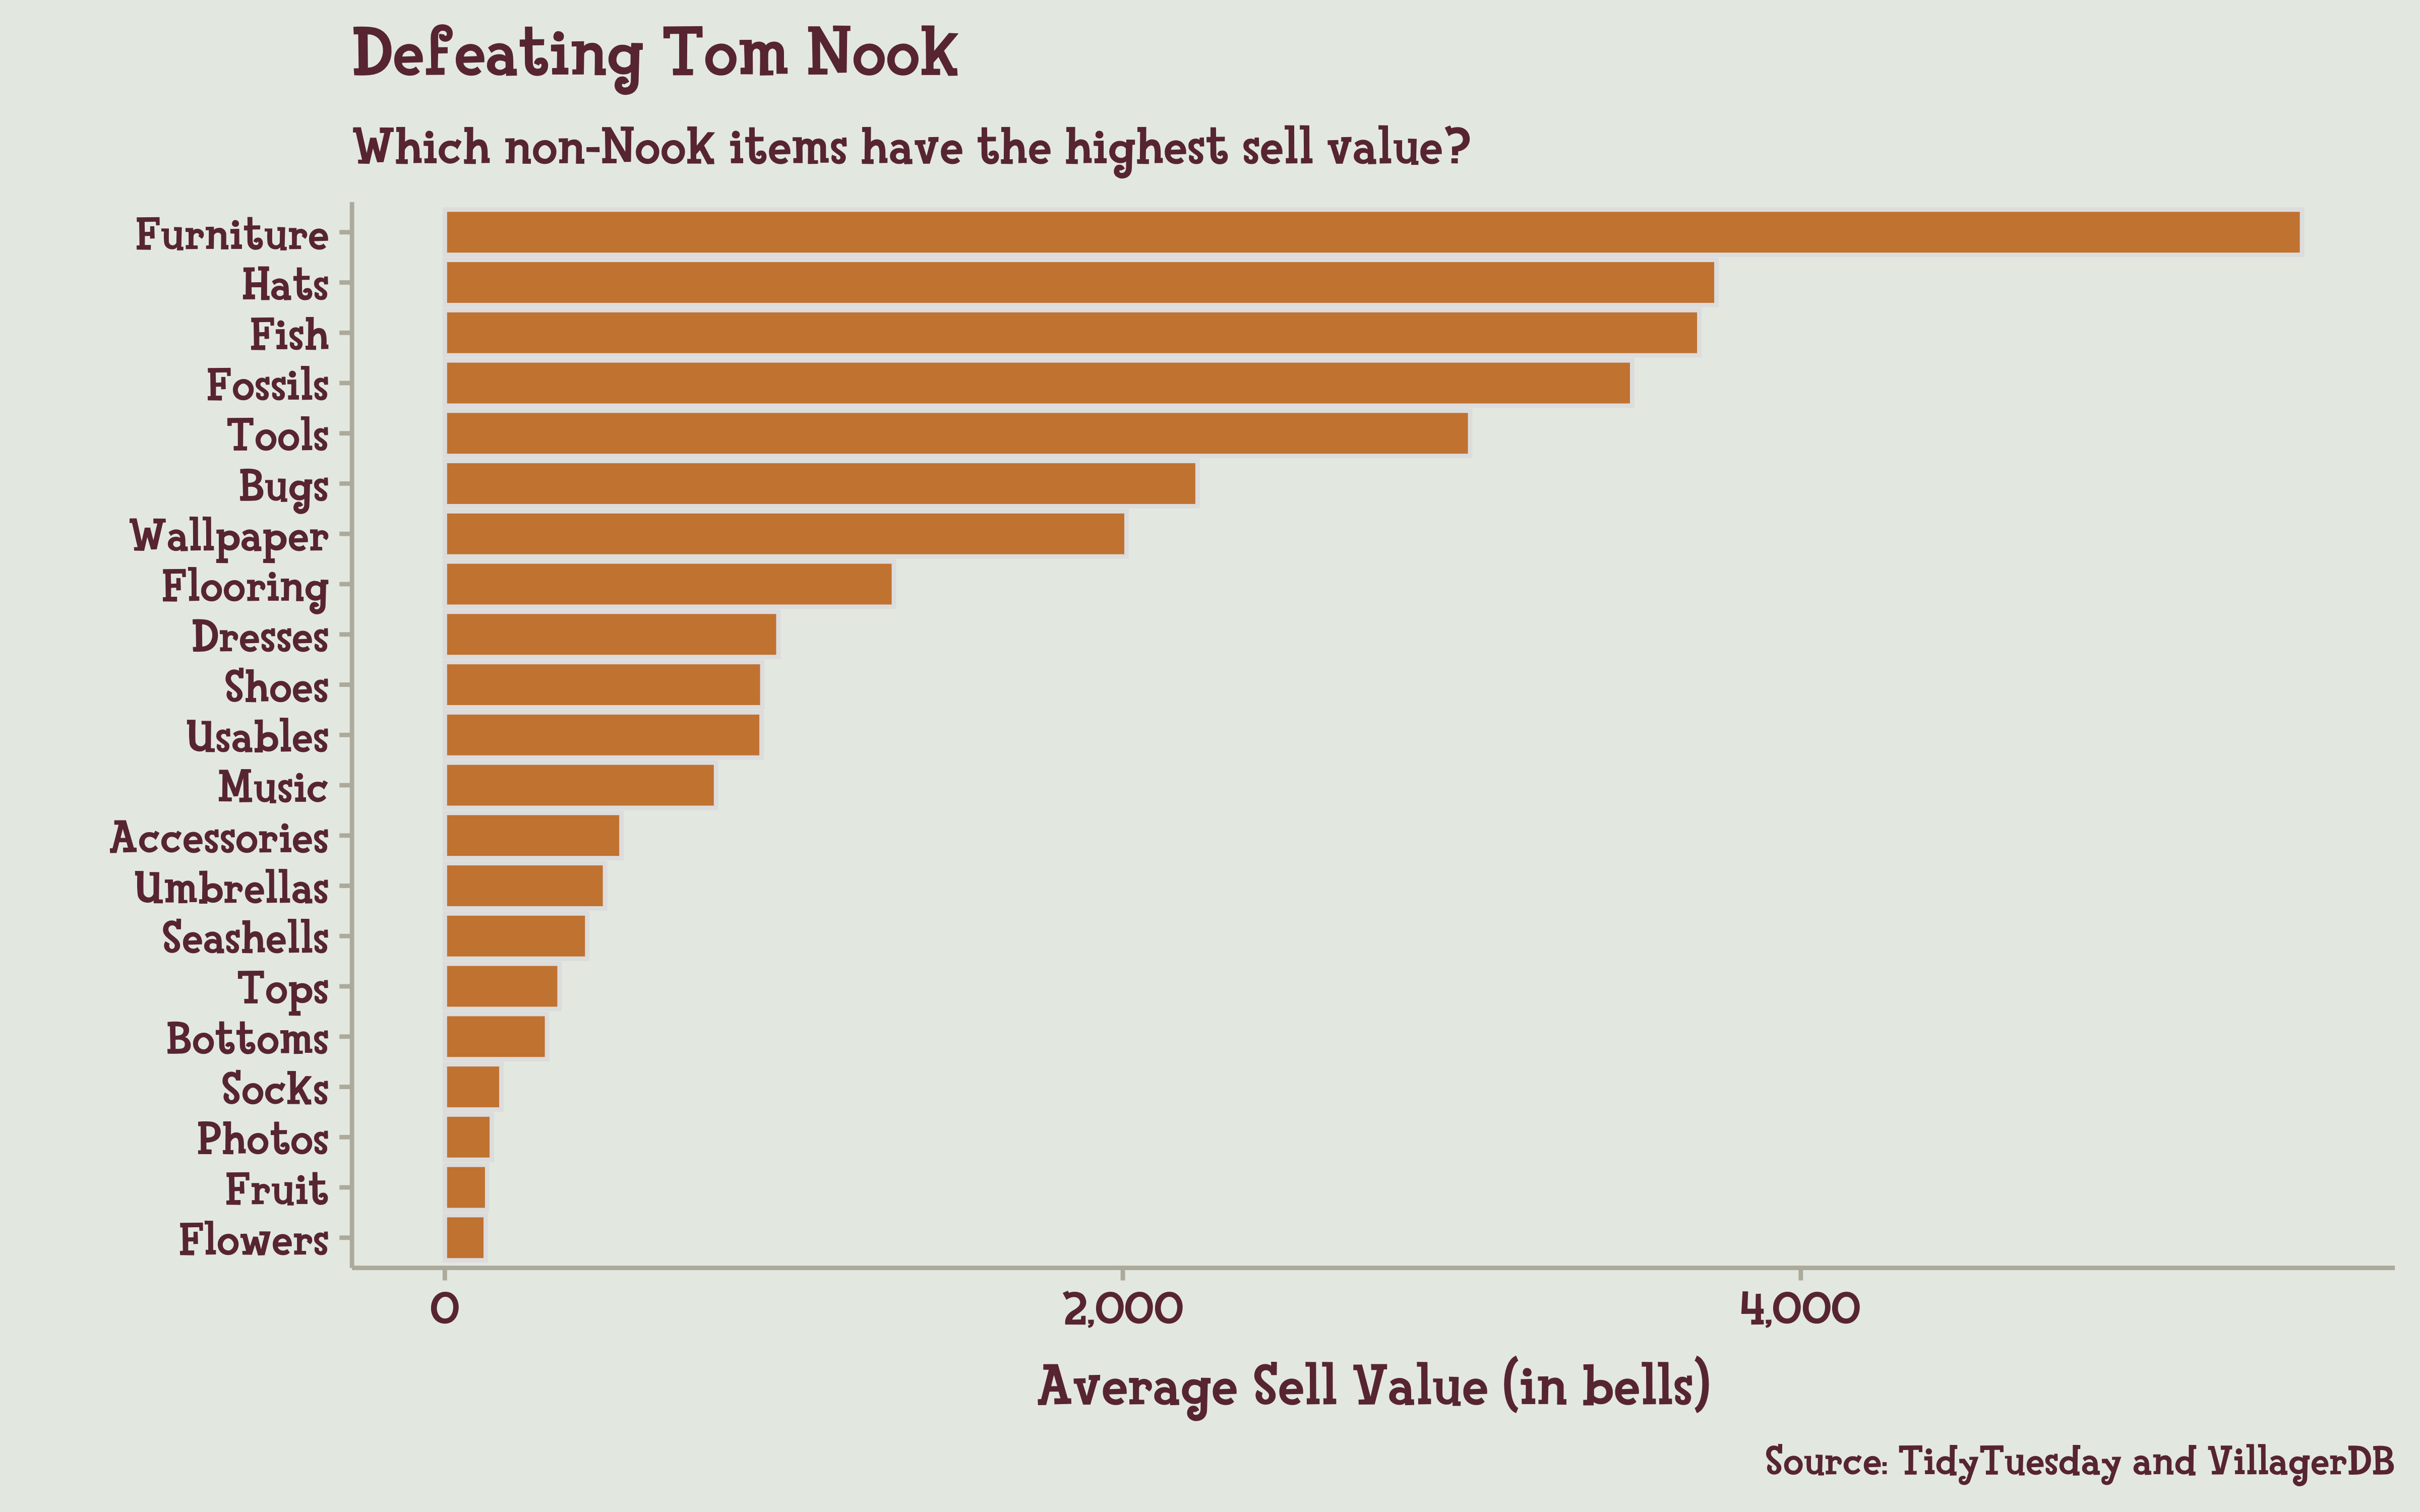 Defeating Tom Nook
Which non-Nook items have the highest sell value?
Furniture
Hats
Fish
Fossils
Tools
Bugs
Wallpaper
Flooring
Dresses
Shoes
Usables
Music
Accessories
Umbrellas
Seashells
Tops
Bottoms
Socks
Photos
Fruit
Flowers
0 2,000 4,000
Average Sell Value (in bells)
Source: TidyTuesday and VillagerDB